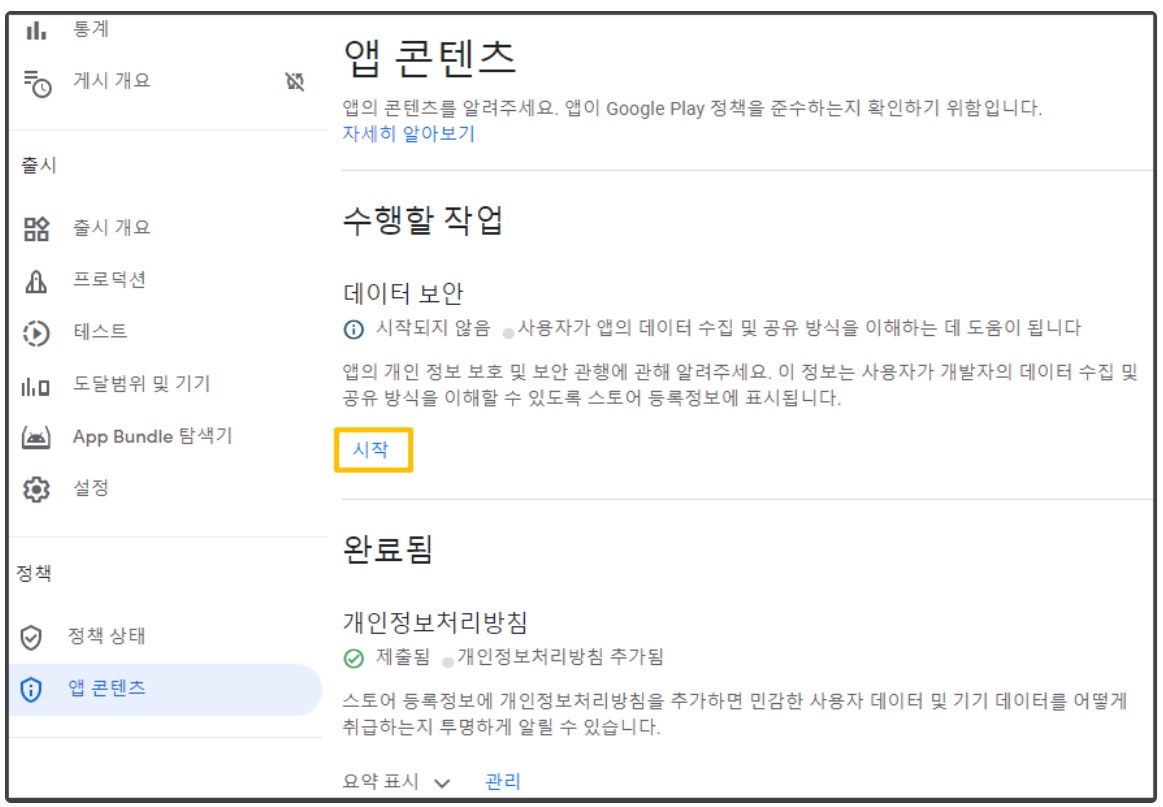 통계
게시 개요
출시
출시 개요
프로덕션
테스트
도달범위 및 기기
App Bundle 탐색기
설정
정책
정책 상태
앱 콘텐츠
앱 콘텐츠
앱의 콘텐츠를 알려주세요. 앱이 Google Play 정책을 준수하는지 확인하기 위함입니다.
자세히 알아보기
수행할 작업
데이터 보안
시작되지 않음 사용자가 앱의 데이터 수집 및 공유 방식을 이해하는 데 도움이 됩니다
앱의 개인 정보 보호 및 보안 관행에 관해 알려주세요. 이 정보는 사용자가 개발자의 데이터 수집 및
공유 방식을 이해할 수 있도록 스토어 등록정보에 표시됩니다.
시작
완료됨
개인정보처리방침
제출됨 개인정보처리방침 추가됨
스토어 등록정보에 개인정보처리방침을 추가하면 민감한 사용자 데이터 및 기기 데이터를 어떻게
취급하는지 투명하게 알릴 수 있습니다.
요약 표시 관리